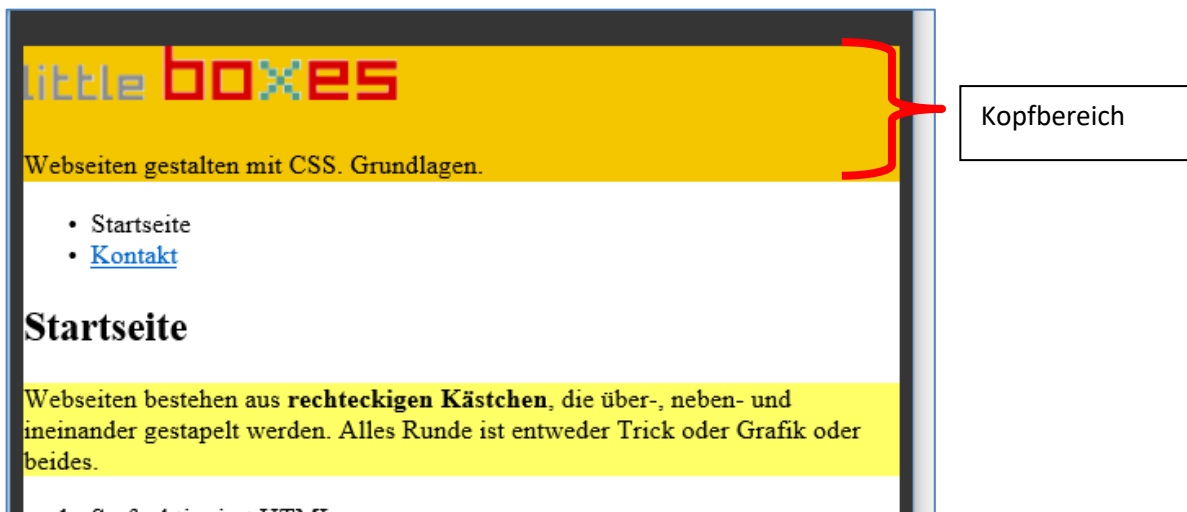 little boxes
Kopfbereich
Webseiten gestalten mit CSS. Grundlagen.
• Startseite
• Kontakt
Startseite
Webseiten bestehen aus rechteckigen Kästchen, die über-, neben- und
ineinander gestapelt werden. Alles Runde ist entweder Trick oder Grafik oder
beides.